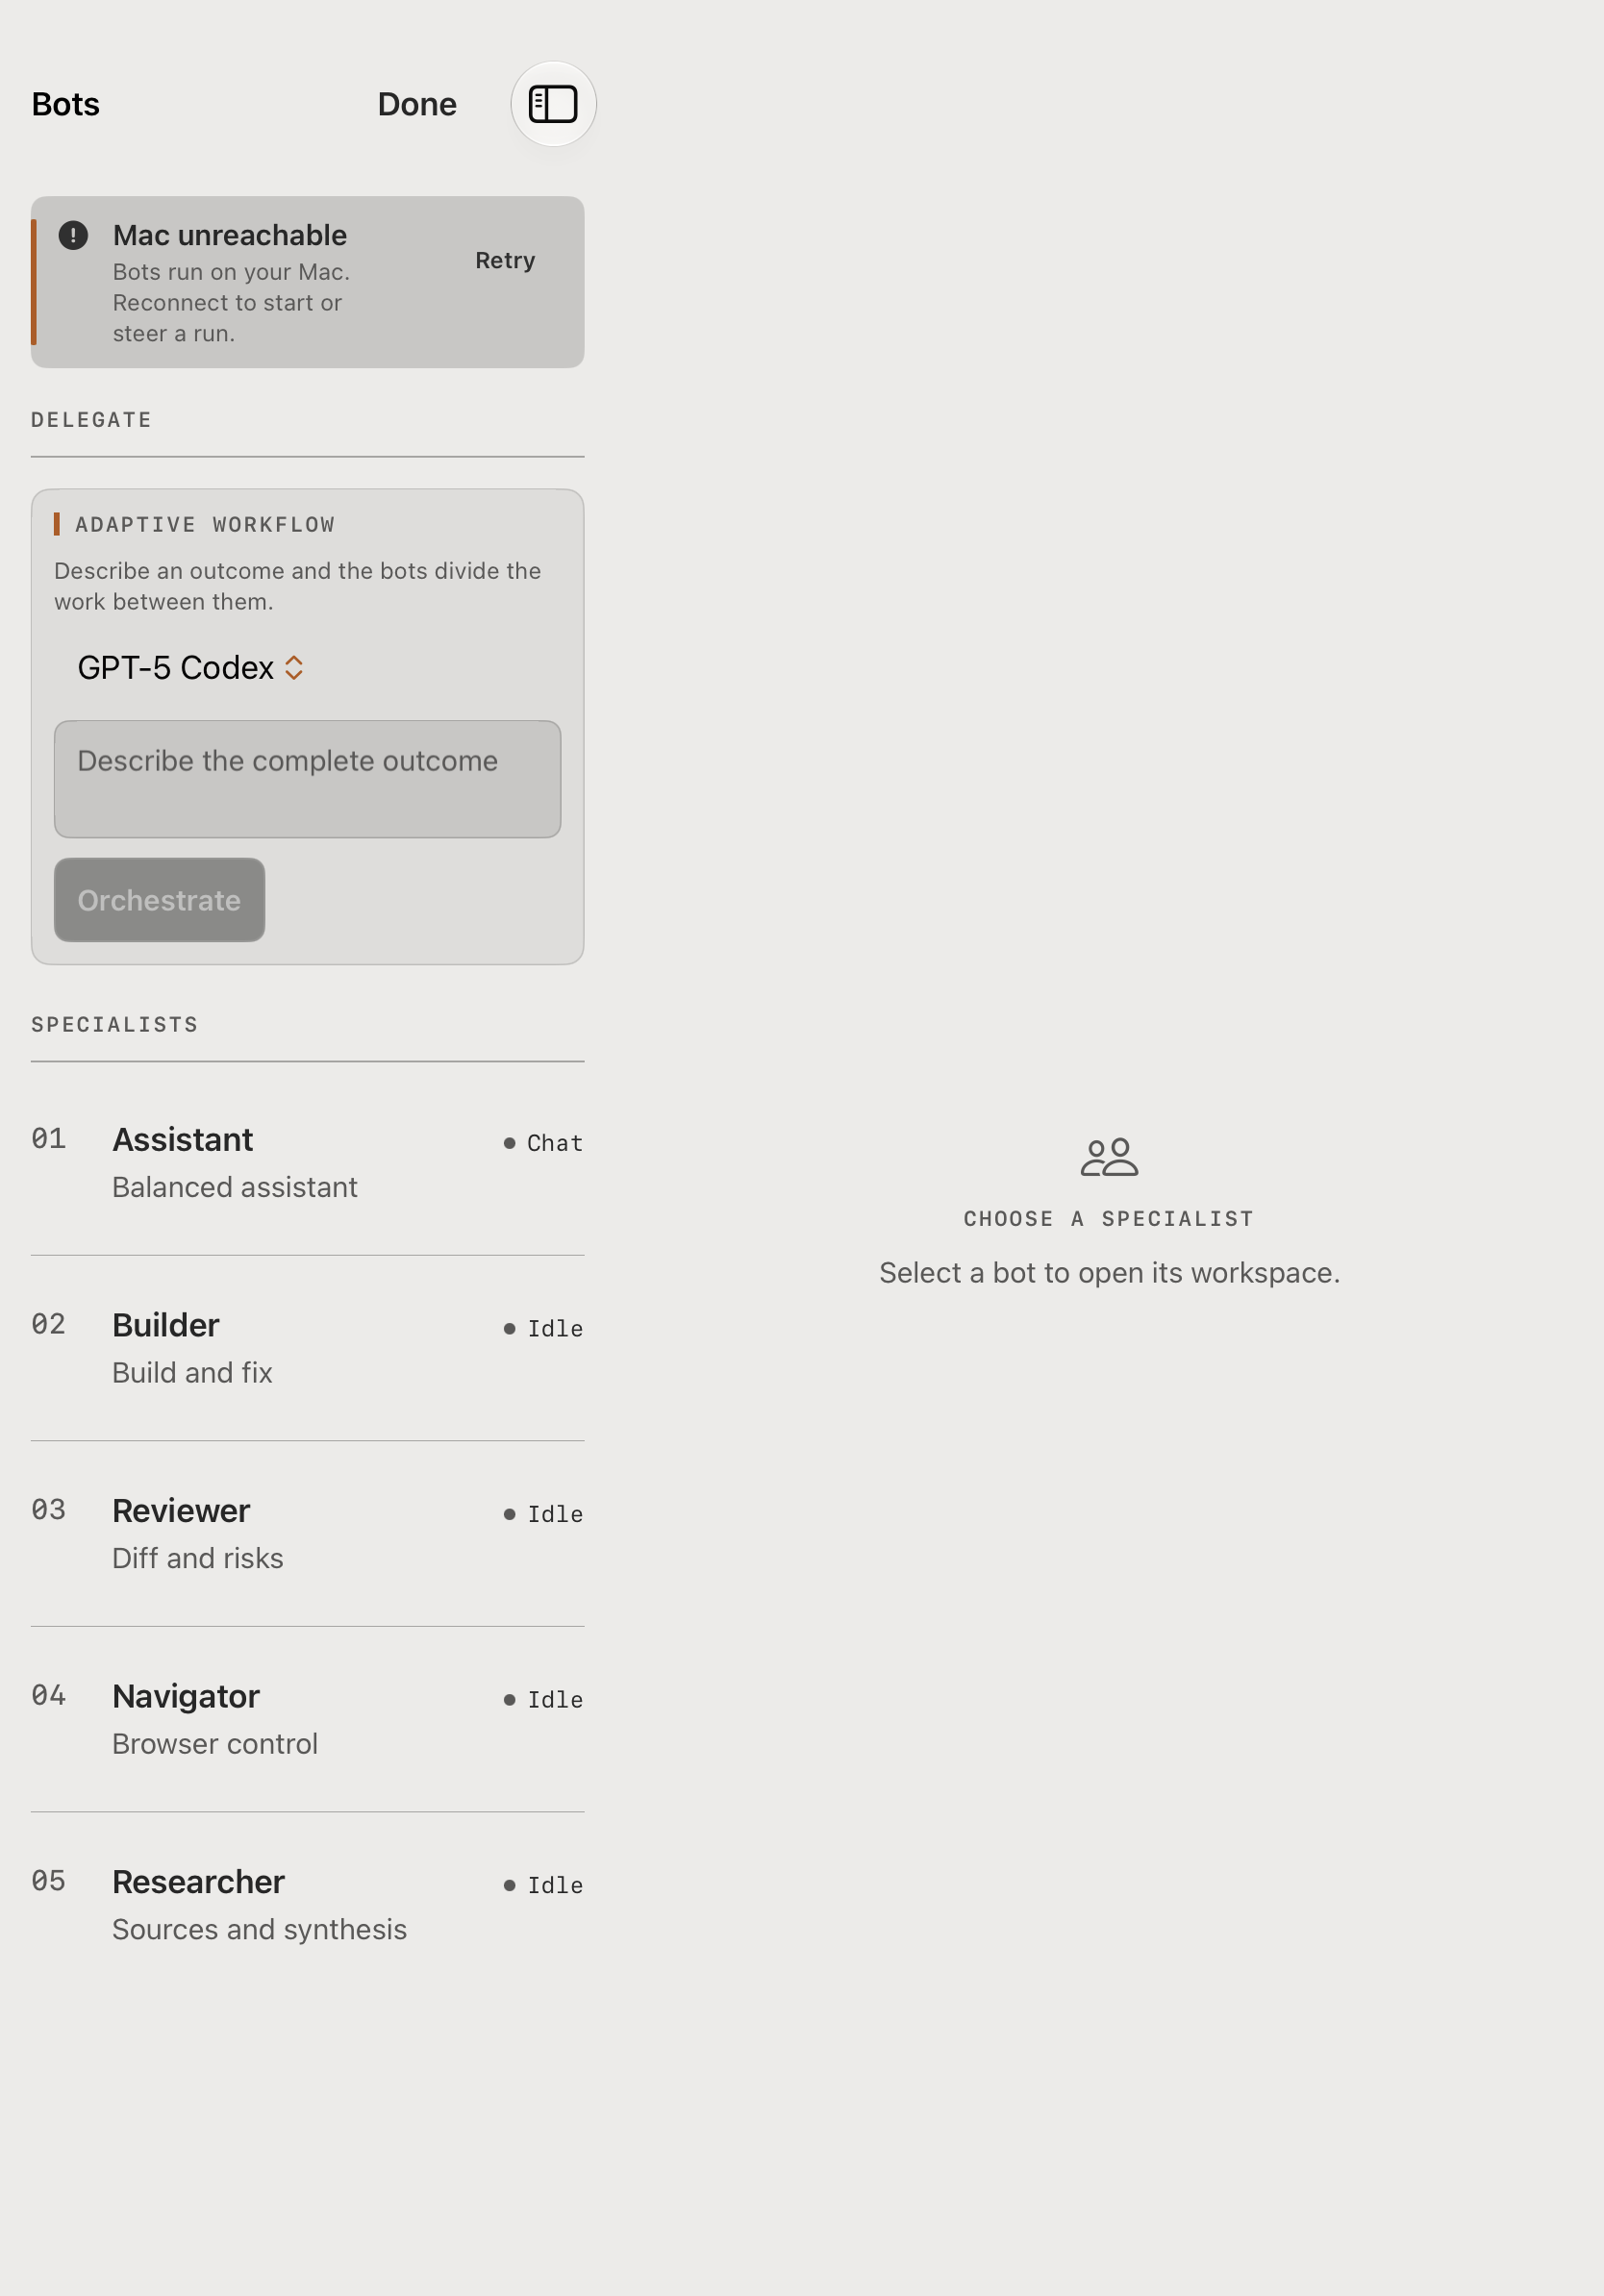 Bots
Done
Mac unreachable
Bots run on your Mac.
Reconnect to start or
steer a run.
Retry
DELEGATE
ADAPTIVE WORKFLOW
Describe an outcome and the bots divide the
work between them.
GPT-5 Codex
Describe the complete outcome
Orchestrate
SPECIALISTS
01
Assistant
Chat
Balanced assistant
02
Builder
Idle
Build and fix
03
Reviewer
Idle
Diff and risks
04
Navigator
Idle
Browser control
05
Researcher
Idle
Sources and synthesis
CHOOSE A SPECIALIST
Select a bot to open its workspace.